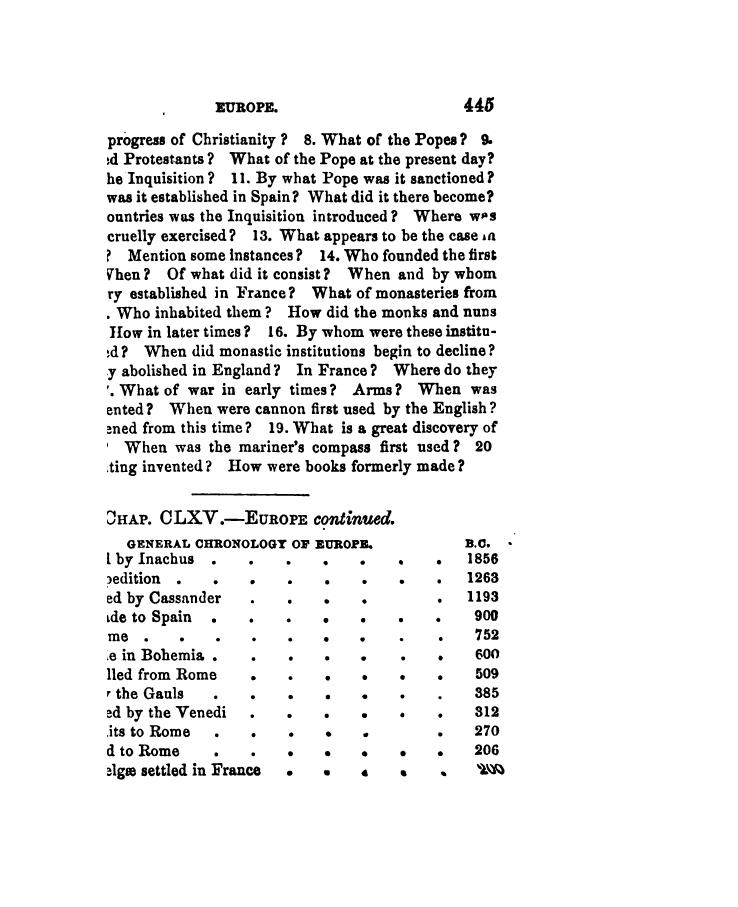 EUROPE. 445
progress of Christianity? 8. What of the Popes? 9.
d Protestants? What of the Pope at the present day?
he Inquisition? 11. By what Pope was it sanctioned?
was it established in Spain? What did it there become?
ountries was the Inquisition introduced? Where was
cruelly exercised? 13. What appears to be the case in
? Mention some instances? 14. Who founded the first
When? Of what did it consist? When and by whom
ry established in France? What of monasteries from
. Who inhabited them? How did the monks and nuns
How in later times? 16. By whom were these institu-
d? When did monastic institutions begin to decline?
y abolished in England? In France? Where do they
. What of war in early times? Arms? When was
ented? When were cannon first used by the English?
ened from this time? 19. What is a great discovery of
When was the mariner's compass first used? 20
ting invented? How were books formerly made?
CHAP. CLXV.—EUROPE continued.
GENERAL CHRONOLOGY OF EUROPE. B.C.
l by Inachus . . . . . . . 1856
pedition . . . . . . . . 1263
ed by Cassander . . . . . 1193
ade to Spain . . . . . . . 900
me . . . . . . . . . 752
e in Bohemia . . . . . . . 600
lled from Rome . . . . . . 509
y the Gauls . . . . . . . 385
ed by the Venedi . . . . . . 312
its to Rome . . . . . . 270
d to Rome . . . . . . . 206
elgæ settled in France . . . . . 200